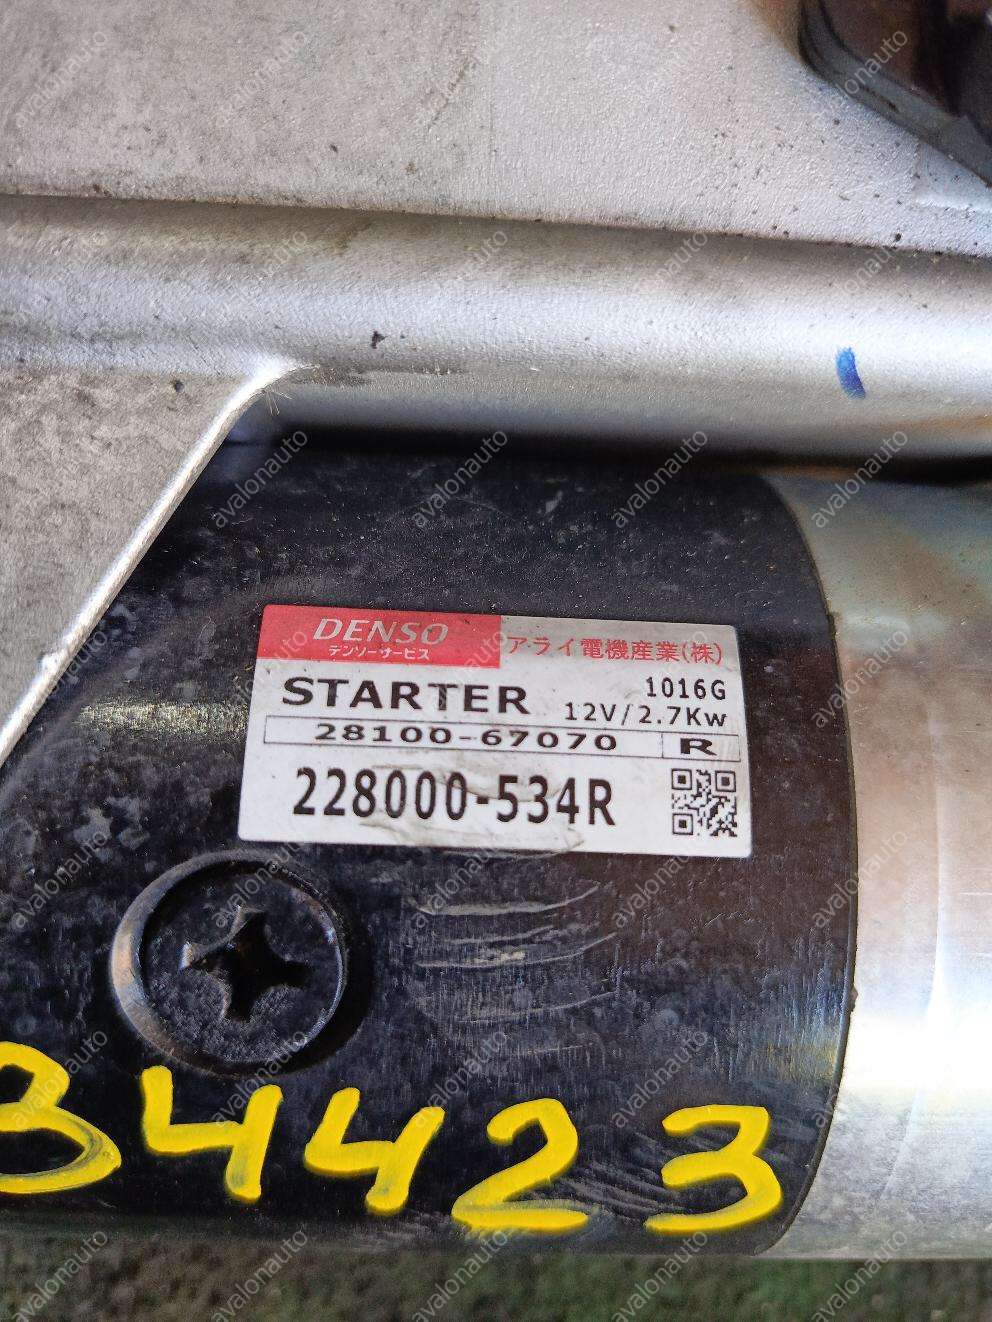 DENSO
デンソーサービス
アライ電機産業(株)
STARTER
1016G
12V/2.7Kw
28100-67070 R
228000-534R
34423
avalonauto